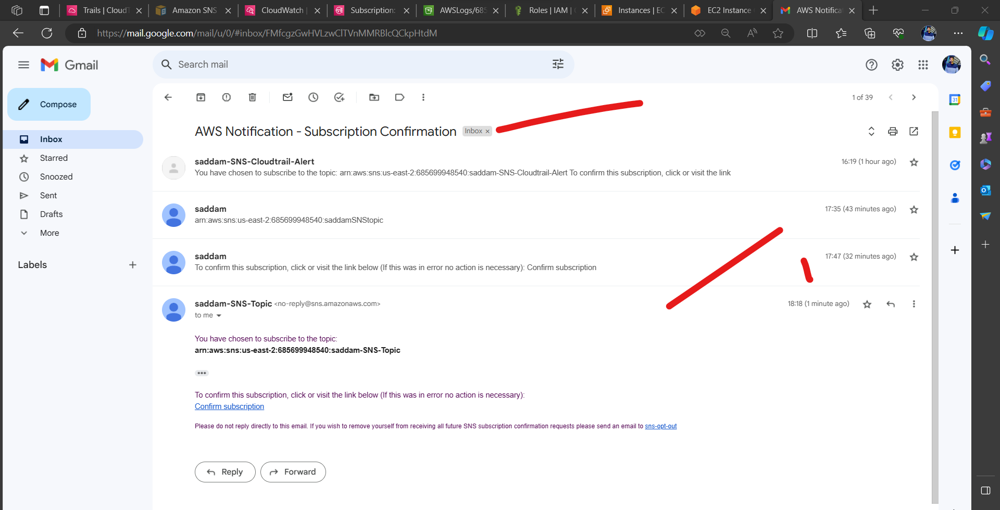 Trails | CloudT
Amazon SNS
CloudWatch |
Subscription:
AWSLogs/685
Roles | IAM |
Instances | EC
EC2 Instance
AWS Notifica
https://mail.google.com/mail/u/0/#inbox/FMfcgzGwHVLzwClTVnMMRBlcQCkpHtdM
Gmail
Search mail
Compose
1 of 39
AWS Notification - Subscription Confirmation
Inbox ×
Inbox
Starred
Snoozed
Sent
Drafts
More
Labels
saddam-SNS-Cloudtrail-Alert
16:19 (1 hour ago)
You have chosen to subscribe to the topic: arn:aws:sns:us-east-2:685699948540:saddam-SNS-Cloudtrail-Alert To confirm this subscription, click or visit the link
saddam
17:35 (43 minutes ago)
arn:aws:sns:us-east-2:685699948540:saddamSNStopic
saddam
17:47 (32 minutes ago)
To confirm this subscription, click or visit the link below (If this was in error no action is necessary): Confirm subscription
saddam-SNS-Topic <no-reply@sns.amazonaws.com>
18:18 (1 minute ago)
to me
You have chosen to subscribe to the topic:
arn:aws:sns:us-east-2:685699948540:saddam-SNS-Topic
To confirm this subscription, click or visit the link below (If this was in error no action is necessary):
Confirm subscription
Please do not reply directly to this email. If you wish to remove yourself from receiving all future SNS subscription confirmation requests please send an email to sns-opt-out
Reply
Forward
31